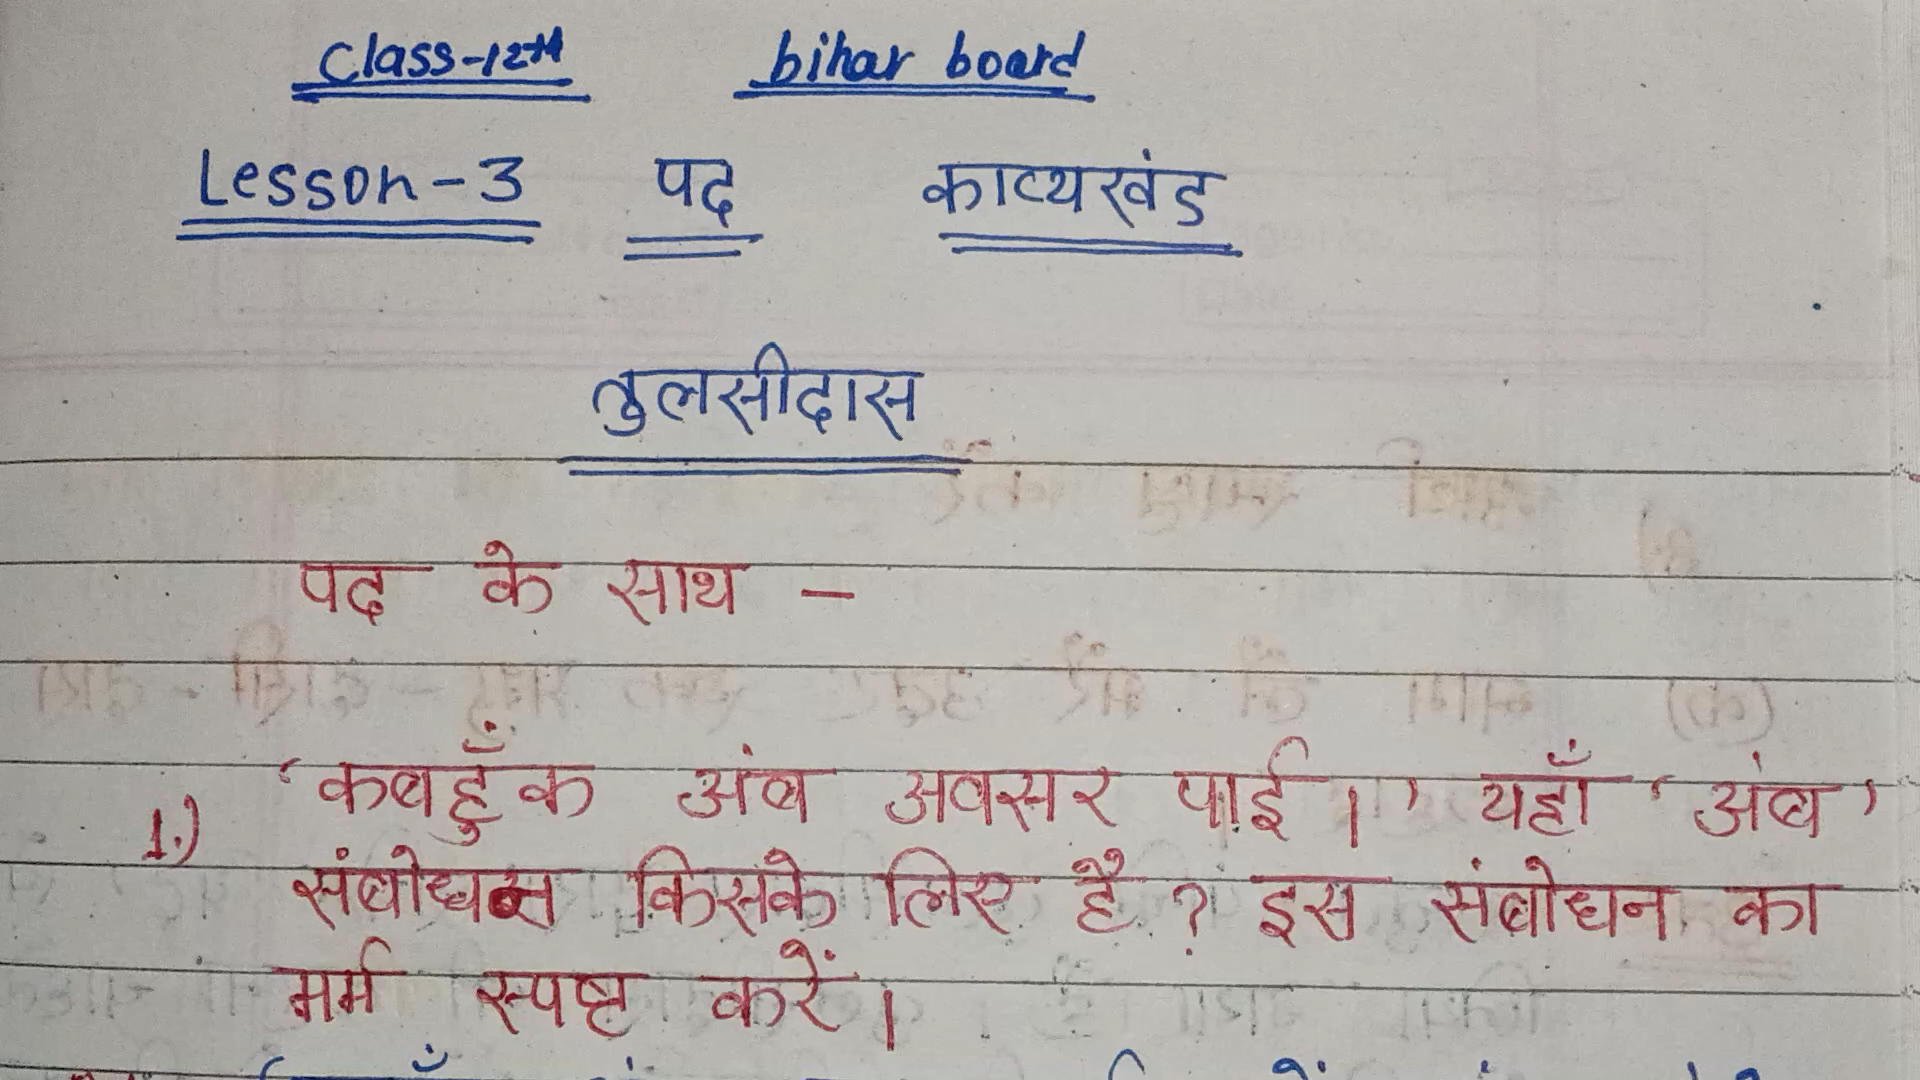 Class-12th bihar board
Lesson-3 पद काव्यखंड
तुलसीदास
पद के साथ -
1.) 'कबहुँक अंब अवसर पाई।' यहाँ 'अंब'
संबोधन किसके लिए है? इस संबोधन का
मर्म स्पष्ट करें।